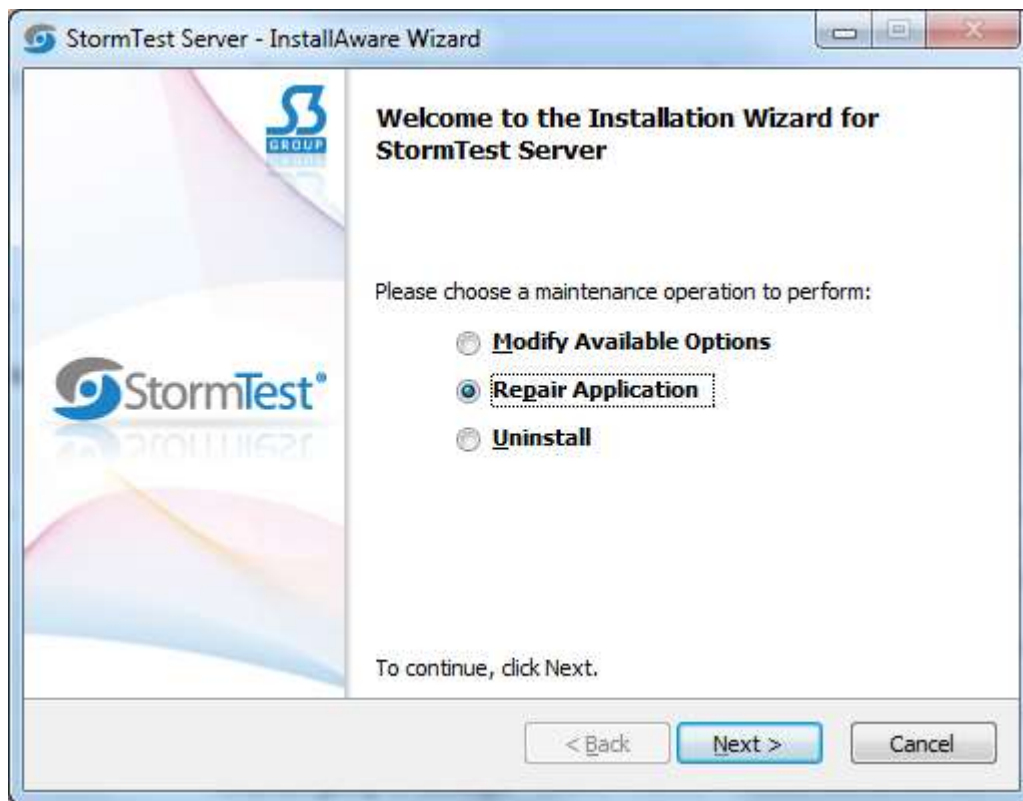 StormTest Server - InstallAware Wizard
S3
GROUP
Welcome to the Installation Wizard for
StormTest Server
Please choose a maintenance operation to perform:
Modify Available Options
Repair Application
StormTest®
Uninstall
To continue, click Next.
< Back
Next >
Cancel